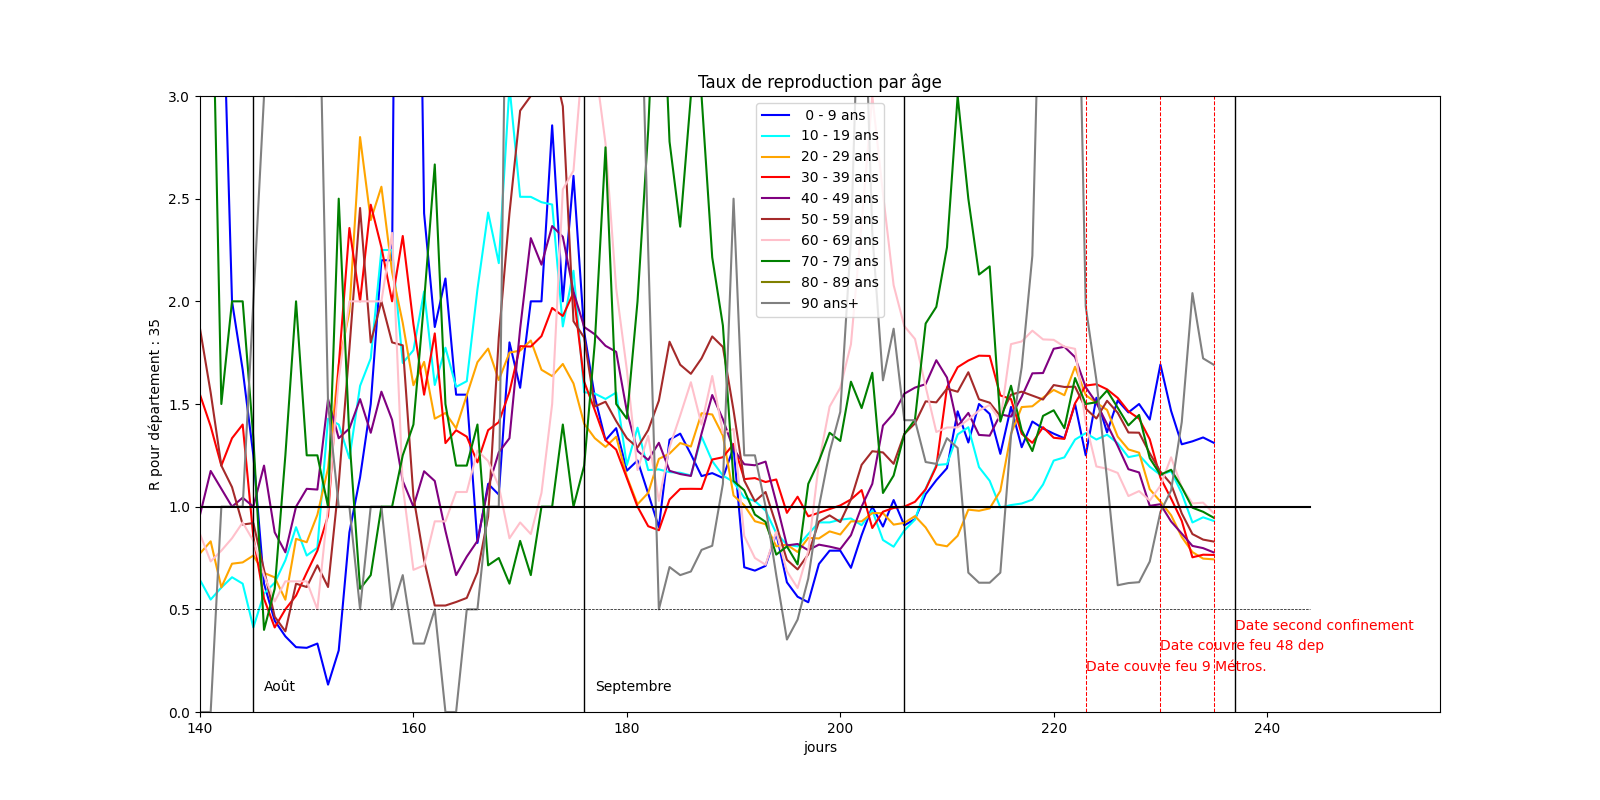 Taux de reproduction par âge
3.0
2.5
2.0
1.5
1.0
0.5
0.0
R pour département : 35
0 - 9 ans
10 - 19 ans
20 - 29 ans
30 - 39 ans
40 - 49 ans
50 - 59 ans
60 - 69 ans
70 - 79 ans
80 - 89 ans
90 ans+
Date second confinement
Date couvre feu 48 dep
Date couvre feu 9 Métros.
Août
Septembre
140
160
180
200
220
240
jours